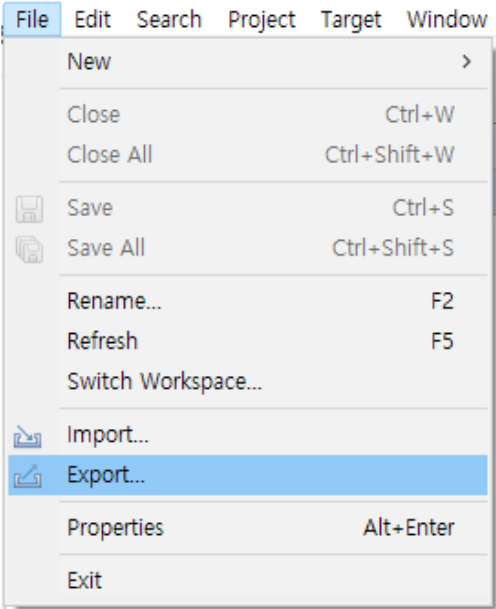 File Edit Search Project Target Window
New >
Close Ctrl+W
Close All Ctrl+Shift+W
Save Ctrl+S
Save All Ctrl+Shift+S
Rename... F2
Refresh F5
Switch Workspace...
Import...
Export...
Properties Alt+Enter
Exit